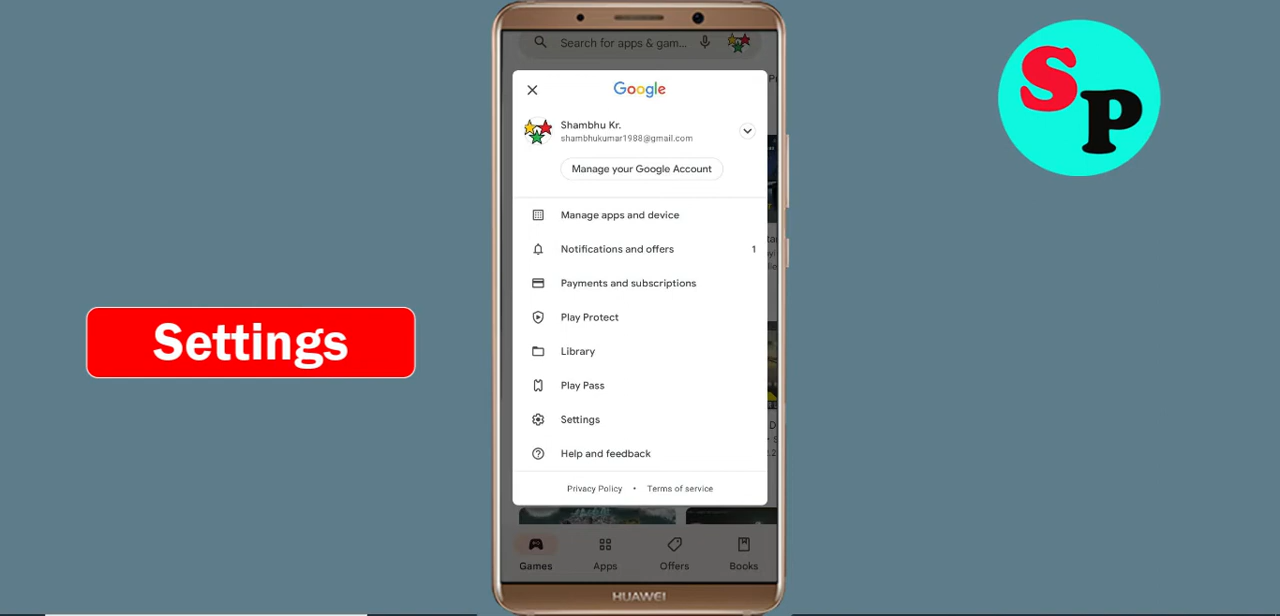 Settings
Search for apps & gam...
Google
Shambhu Kr.
shambhukumar1988@gmail.com
Manage your Google Account
Manage apps and device
Notifications and offers 1
Payments and subscriptions
Play Protect
Library
Play Pass
Settings
Help and feedback
Privacy Policy • Terms of service
Games Apps Offers Books
HUAWEI
SP